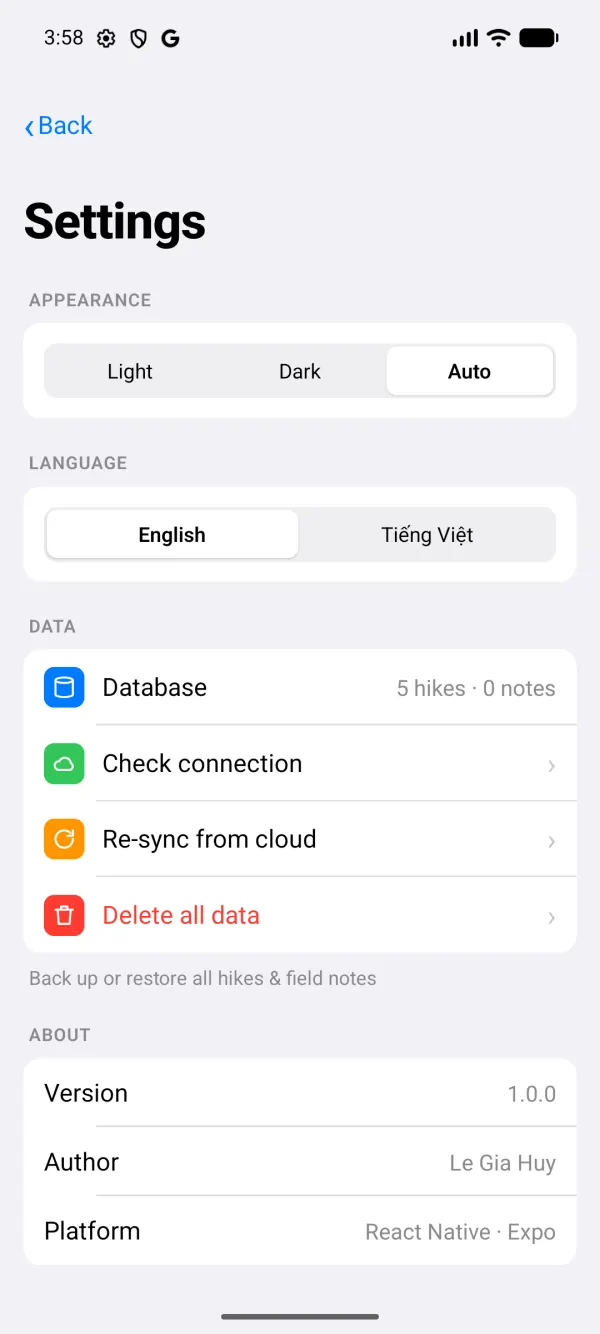 3:58
Back
Settings
APPEARANCE
Light Dark Auto
LANGUAGE
English Tiếng Việt
DATA
Database 5 hikes · 0 notes
Check connection
Re-sync from cloud
Delete all data
Back up or restore all hikes & field notes
ABOUT
Version 1.0.0
Author Le Gia Huy
Platform React Native · Expo